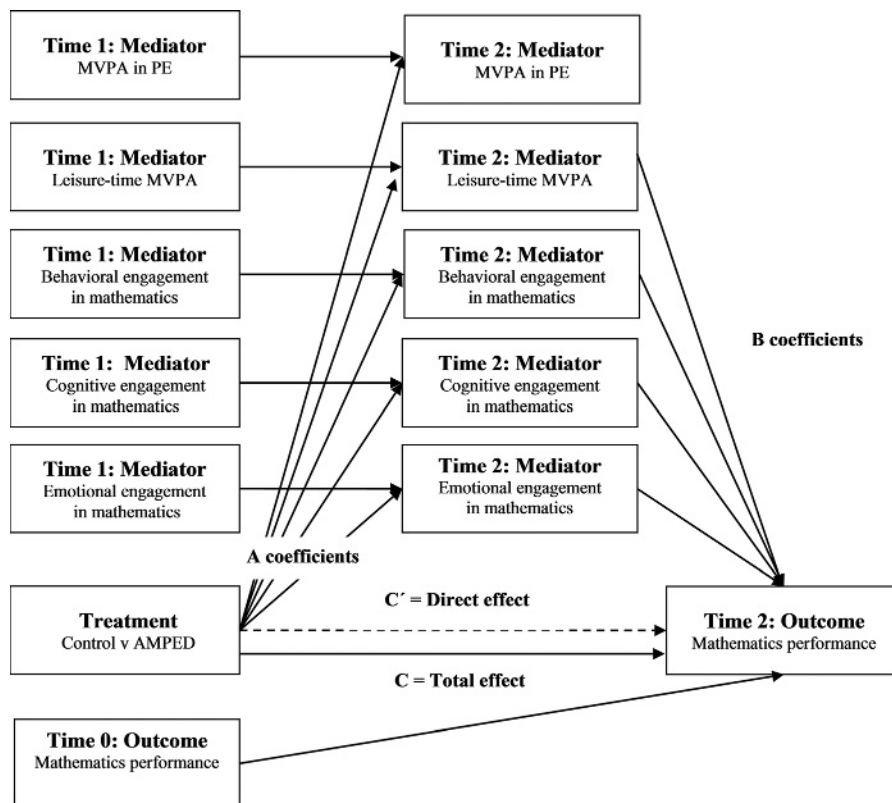 Time 1: Mediator
MVPA in PE
Time 2: Mediator
MVPA in PE
Time 1: Mediator
Leisure-time MVPA
Time 2: Mediator
Leisure-time MVPA
Time 1: Mediator
Behavioral engagement
in mathematics
Time 2: Mediator
Behavioral engagement
in mathematics
B coefficients
Time 1: Mediator
Cognitive engagement
in mathematics
Time 2: Mediator
Cognitive engagement
in mathematics
Time 1: Mediator
Emotional engagement
in mathematics
Time 2: Mediator
Emotional engagement
in mathematics
A coefficients
Treatment
Control v AMPED
C´ = Direct effect
C = Total effect
Time 2: Outcome
Mathematics performance
Time 0: Outcome
Mathematics performance